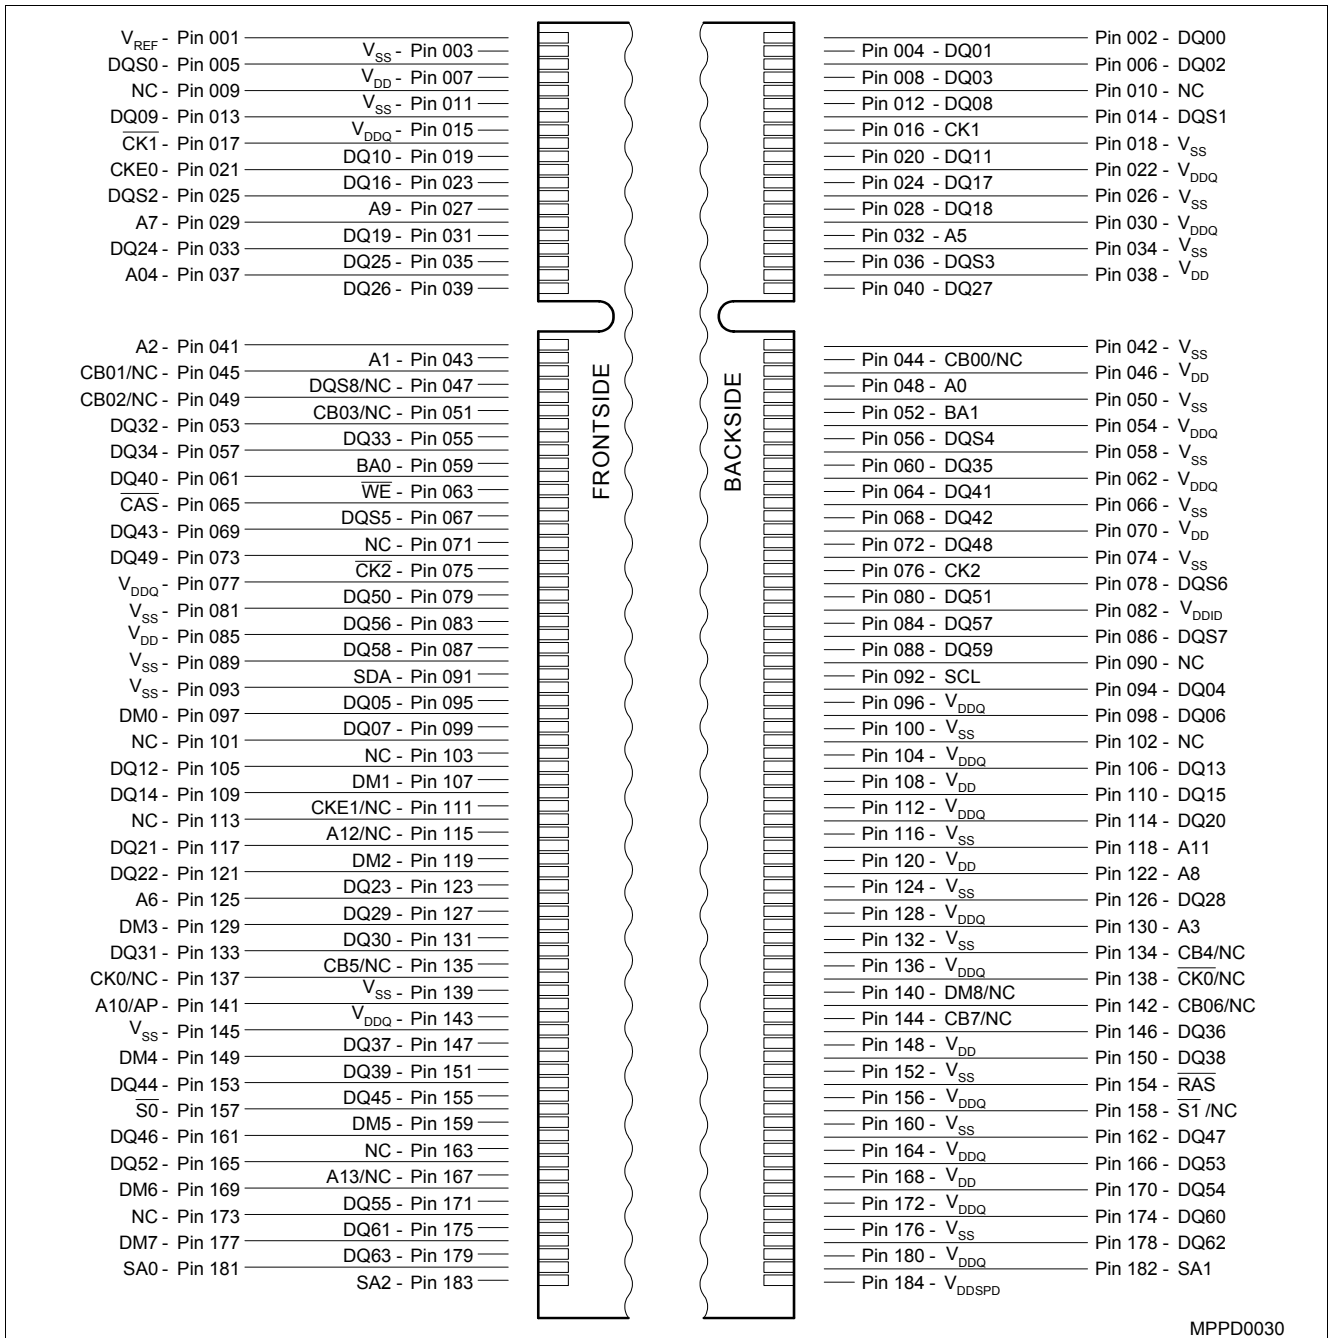 VREF - Pin 001
VSS - Pin 003
DQS0 - Pin 005
VDD - Pin 007
NC - Pin 009
VSS - Pin 011
DQ09 - Pin 013
VDDQ - Pin 015
C̅K̅1̅ - Pin 017
DQ10 - Pin 019
CKE0 - Pin 021
DQ16 - Pin 023
DQS2 - Pin 025
A9 - Pin 027
A7 - Pin 029
DQ19 - Pin 031
DQ24 - Pin 033
DQ25 - Pin 035
A04 - Pin 037
DQ26 - Pin 039
A2 - Pin 041
A1 - Pin 043
CB01/NC - Pin 045
DQS8/NC - Pin 047
CB02/NC - Pin 049
CB03/NC - Pin 051
DQ32 - Pin 053
DQ33 - Pin 055
DQ34 - Pin 057
BA0 - Pin 059
DQ40 - Pin 061
W̅E̅ - Pin 063
C̅A̅S̅ - Pin 065
DQS5 - Pin 067
DQ43 - Pin 069
NC - Pin 071
DQ49 - Pin 073
C̅K̅2̅ - Pin 075
VDDQ - Pin 077
DQ50 - Pin 079
VSS - Pin 081
DQ56 - Pin 083
VDD - Pin 085
DQ58 - Pin 087
VSS - Pin 089
SDA - Pin 091
VSS - Pin 093
DQ05 - Pin 095
DM0 - Pin 097
DQ07 - Pin 099
NC - Pin 101
NC - Pin 103
DQ12 - Pin 105
DM1 - Pin 107
DQ14 - Pin 109
CKE1/NC - Pin 111
NC - Pin 113
A12/NC - Pin 115
DQ21 - Pin 117
DM2 - Pin 119
DQ22 - Pin 121
DQ23 - Pin 123
A6 - Pin 125
DQ29 - Pin 127
DM3 - Pin 129
DQ30 - Pin 131
DQ31 - Pin 133
CB5/NC - Pin 135
CK0/NC - Pin 137
VSS - Pin 139
A10/AP - Pin 141
VDDQ - Pin 143
VSS - Pin 145
DQ37 - Pin 147
DM4 - Pin 149
DQ39 - Pin 151
DQ44 - Pin 153
DQ45 - Pin 155
S̅0̅ - Pin 157
DM5 - Pin 159
DQ46 - Pin 161
NC - Pin 163
DQ52 - Pin 165
A13/NC - Pin 167
DM6 - Pin 169
DQ55 - Pin 171
NC - Pin 173
DQ61 - Pin 175
DM7 - Pin 177
DQ63 - Pin 179
SA0 - Pin 181
SA2 - Pin 183
FRONTSIDE
BACKSIDE
Pin 002 - DQ00
Pin 004 - DQ01
Pin 006 - DQ02
Pin 008 - DQ03
Pin 010 - NC
Pin 012 - DQ08
Pin 014 - DQS1
Pin 016 - CK1
Pin 018 - VSS
Pin 020 - DQ11
Pin 022 - VDDQ
Pin 024 - DQ17
Pin 026 - VSS
Pin 028 - DQ18
Pin 030 - VDDQ
Pin 032 - A5
Pin 034 - VSS
Pin 036 - DQS3
Pin 038 - VDD
Pin 040 - DQ27
Pin 042 - VSS
Pin 044 - CB00/NC
Pin 046 - VDD
Pin 048 - A0
Pin 050 - VSS
Pin 052 - BA1
Pin 054 - VDDQ
Pin 056 - DQS4
Pin 058 - VSS
Pin 060 - DQ35
Pin 062 - VDDQ
Pin 064 - DQ41
Pin 066 - VSS
Pin 068 - DQ42
Pin 070 - VDD
Pin 072 - DQ48
Pin 074 - VSS
Pin 076 - CK2
Pin 078 - DQS6
Pin 080 - DQ51
Pin 082 - VDDID
Pin 084 - DQ57
Pin 086 - DQS7
Pin 088 - DQ59
Pin 090 - NC
Pin 092 - SCL
Pin 094 - DQ04
Pin 096 - VDDQ
Pin 098 - DQ06
Pin 100 - VSS
Pin 102 - NC
Pin 104 - VDDQ
Pin 106 - DQ13
Pin 108 - VDD
Pin 110 - DQ15
Pin 112 - VDDQ
Pin 114 - DQ20
Pin 116 - VSS
Pin 118 - A11
Pin 120 - VDD
Pin 122 - A8
Pin 124 - VSS
Pin 126 - DQ28
Pin 128 - VDDQ
Pin 130 - A3
Pin 132 - VSS
Pin 134 - CB4/NC
Pin 136 - VDDQ
Pin 138 - C̅K̅0̅/NC
Pin 140 - DM8/NC
Pin 142 - CB06/NC
Pin 144 - CB7/NC
Pin 146 - DQ36
Pin 148 - VDD
Pin 150 - DQ38
Pin 152 - VSS
Pin 154 - R̅A̅S̅
Pin 156 - VDDQ
Pin 158 - S̅1̅ /NC
Pin 160 - VSS
Pin 162 - DQ47
Pin 164 - VDDQ
Pin 166 - DQ53
Pin 168 - VDD
Pin 170 - DQ54
Pin 172 - VDDQ
Pin 174 - DQ60
Pin 176 - VSS
Pin 178 - DQ62
Pin 180 - VDDQ
Pin 182 - SA1
Pin 184 - VDDSPD
MPPD0030